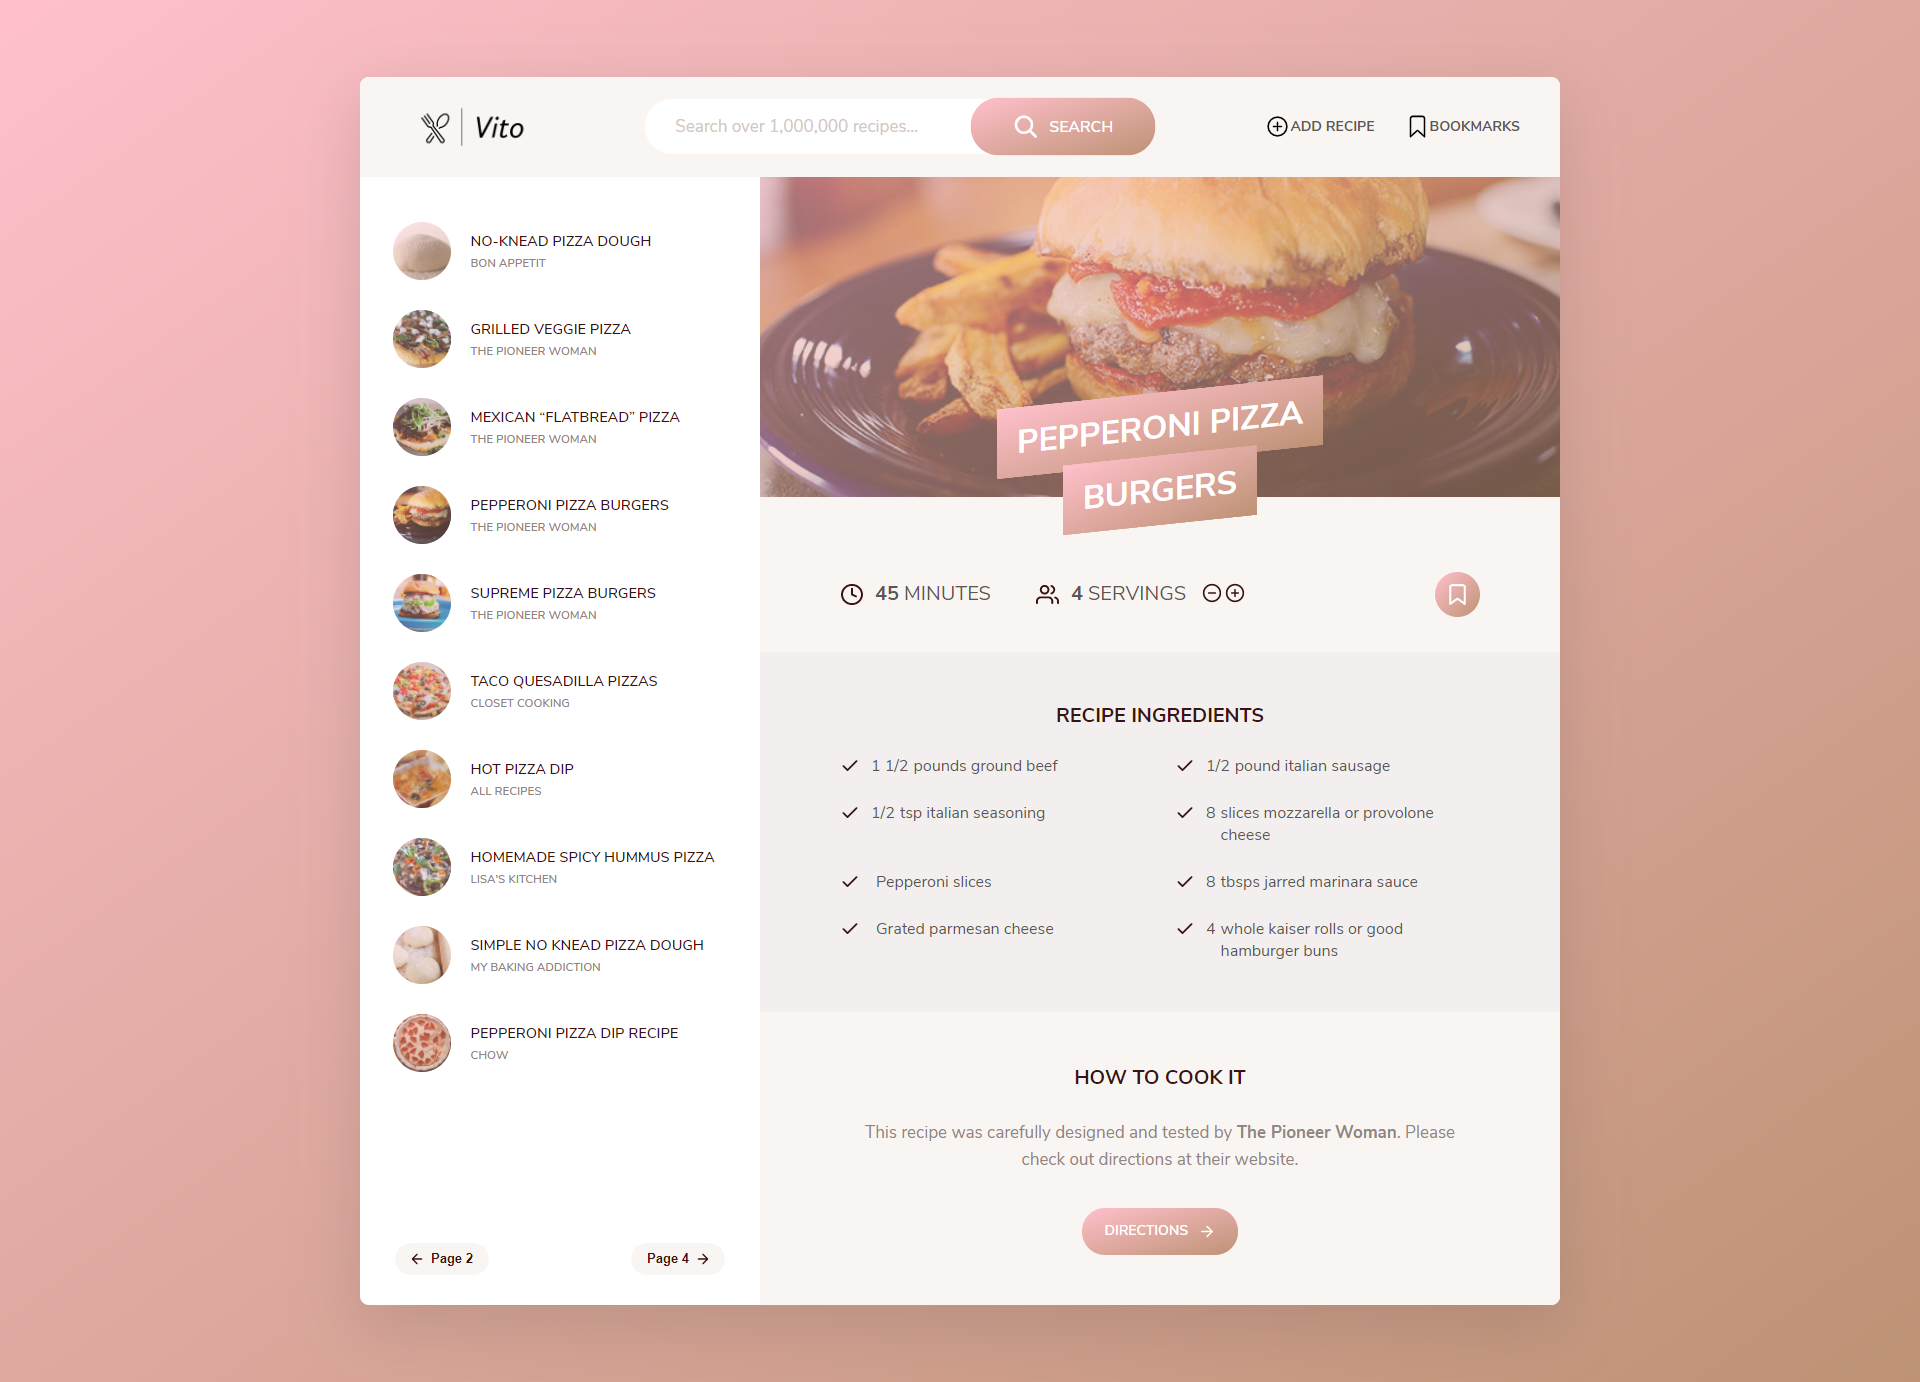 Vito
Search over 1,000,000 recipes...
SEARCH
ADD RECIPE
BOOKMARKS
NO-KNEAD PIZZA DOUGH
BON APPETIT
GRILLED VEGGIE PIZZA
THE PIONEER WOMAN
MEXICAN “FLATBREAD” PIZZA
THE PIONEER WOMAN
PEPPERONI PIZZA BURGERS
THE PIONEER WOMAN
SUPREME PIZZA BURGERS
THE PIONEER WOMAN
TACO QUESADILLA PIZZAS
CLOSET COOKING
HOT PIZZA DIP
ALL RECIPES
HOMEMADE SPICY HUMMUS PIZZA
LISA'S KITCHEN
SIMPLE NO KNEAD PIZZA DOUGH
MY BAKING ADDICTION
PEPPERONI PIZZA DIP RECIPE
CHOW
Page 2
Page 4
PEPPERONI PIZZA
BURGERS
45 MINUTES
4 SERVINGS
RECIPE INGREDIENTS
1 1/2 pounds ground beef
1/2 pound italian sausage
1/2 tsp italian seasoning
8 slices mozzarella or provolone
cheese
Pepperoni slices
8 tbsps jarred marinara sauce
Grated parmesan cheese
4 whole kaiser rolls or good
hamburger buns
HOW TO COOK IT
This recipe was carefully designed and tested by The Pioneer Woman. Please
check out directions at their website.
DIRECTIONS